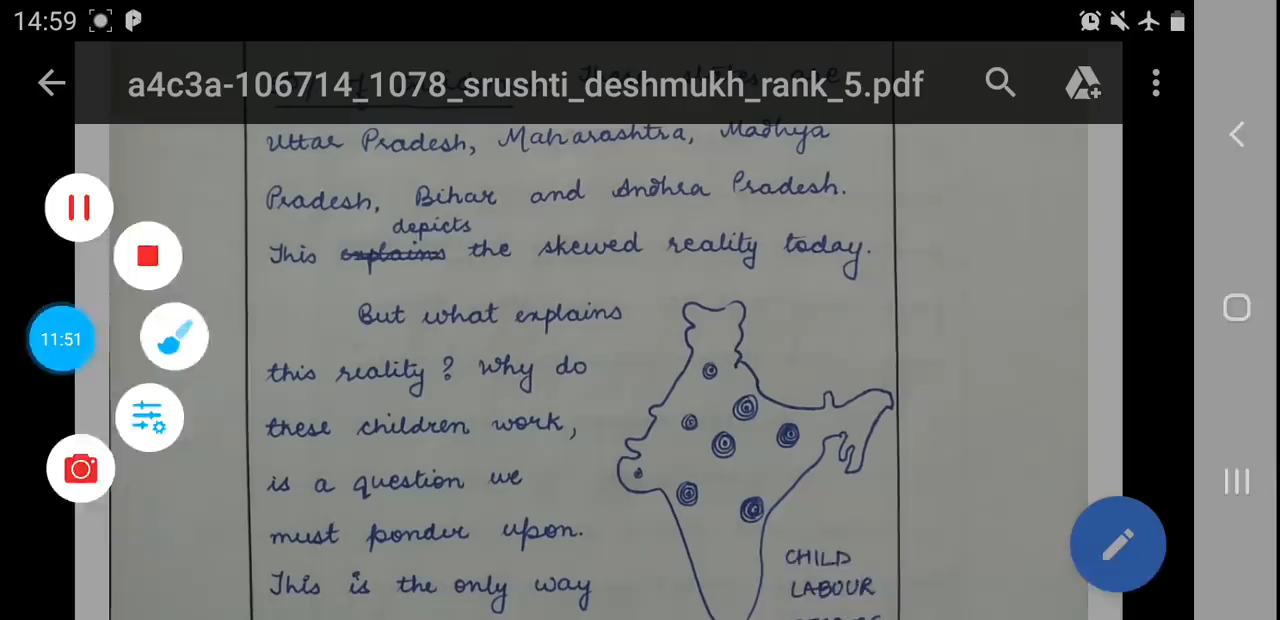 14:59
a4c3a-106714_1078_srushti_deshmukh_rank_5.pdf
Uttar Pradesh, Maharashtra, Madhya
Pradesh, Bihar and Andhra Pradesh.
depicts
This explains the skewed reality today.
But what explains
this reality? Why do
these children work,
is a question we
must ponder upon.
This is the only way
CHILD
LABOUR
11:51